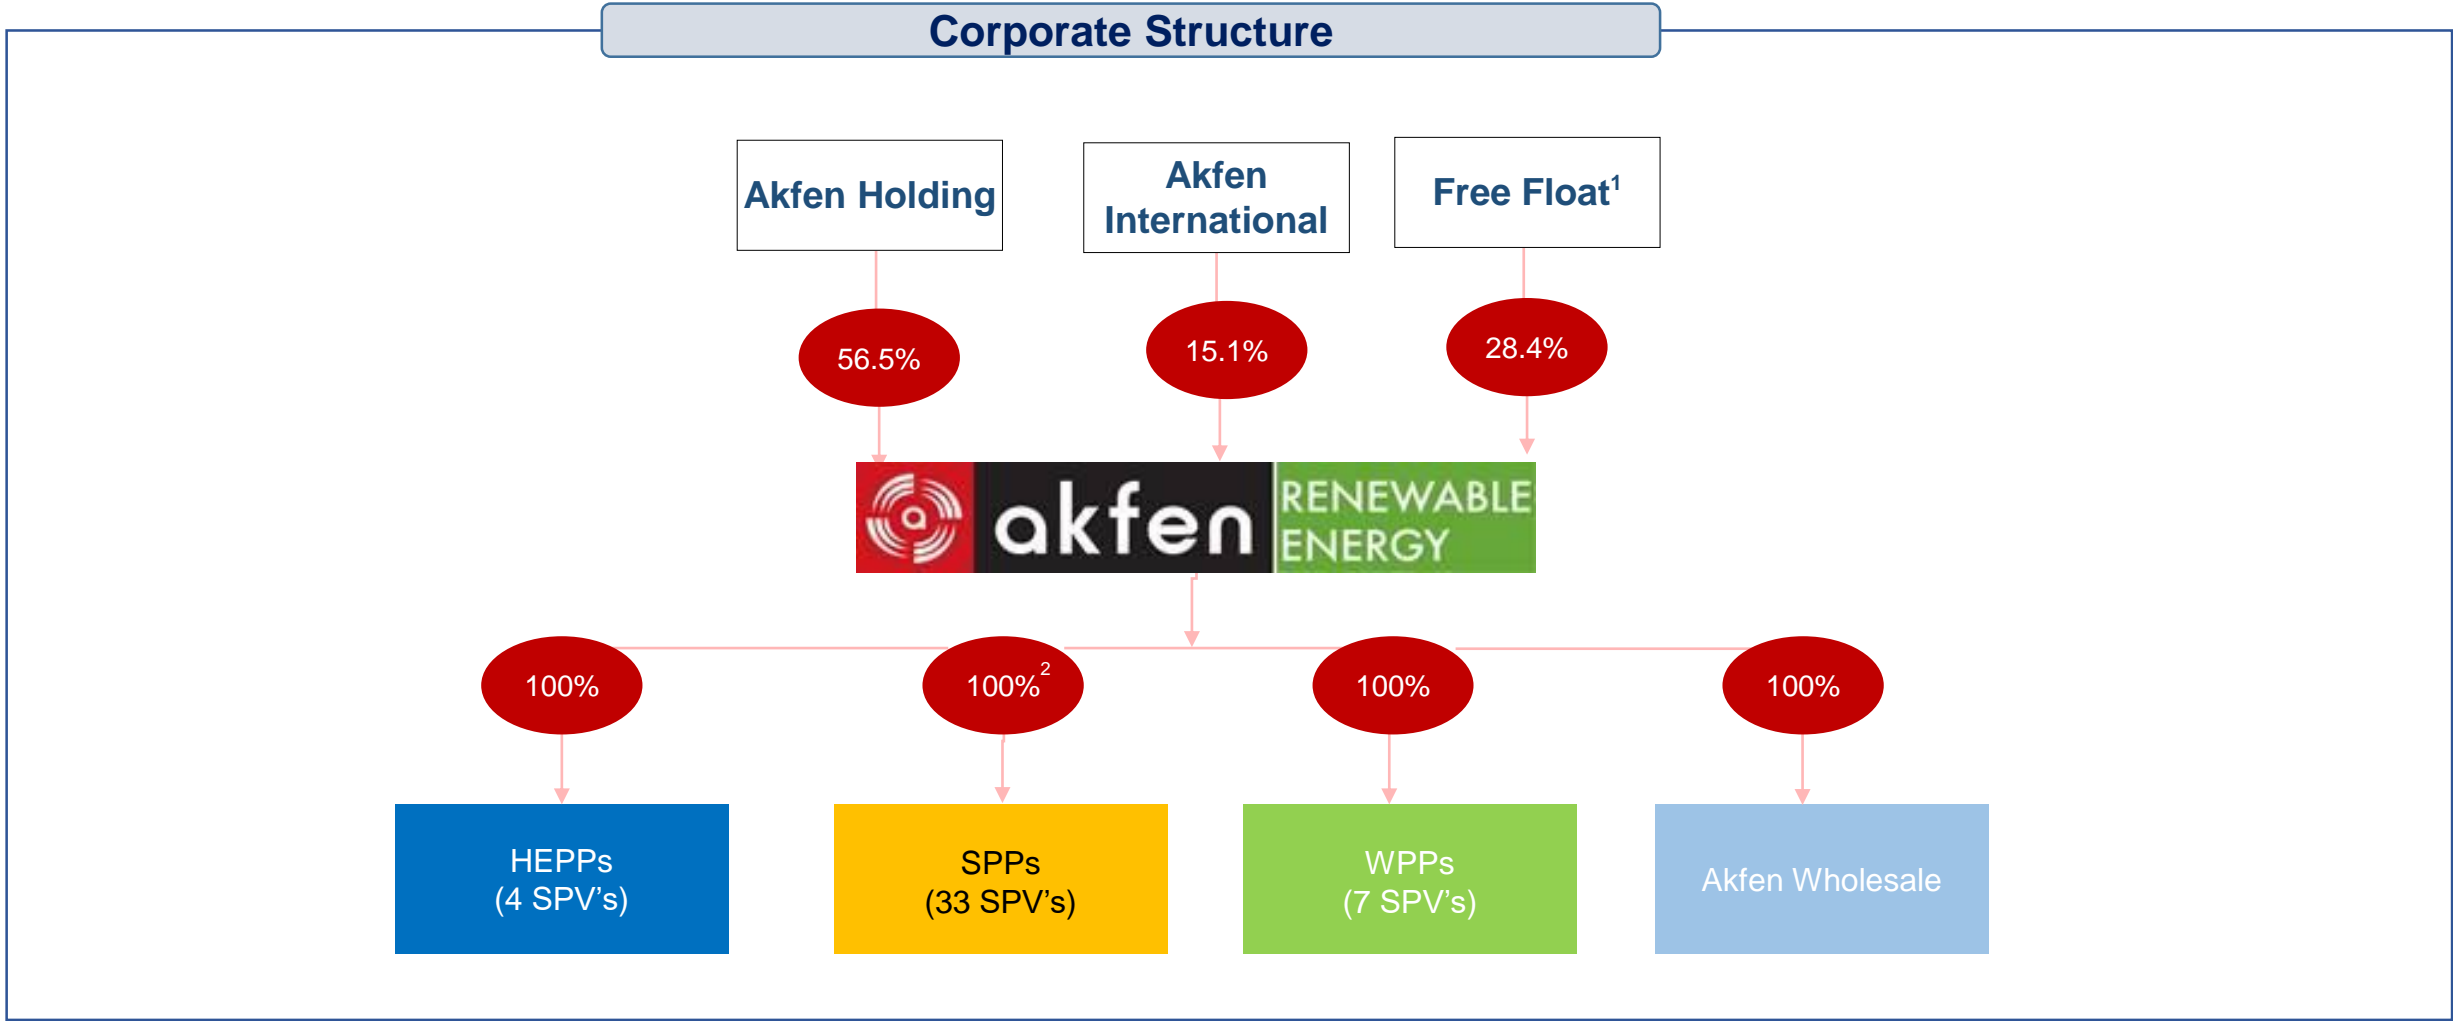 Corporate Structure
Akfen Holding
Akfen
International
Free Float¹
56.5%
15.1%
28.4%
a akfen RENEWABLE
ENERGY
100%
100%²
100%
100%
HEPPs
(4 SPV’s)
SPPs
(33 SPV’s)
WPPs
(7 SPV’s)
Akfen Wholesale